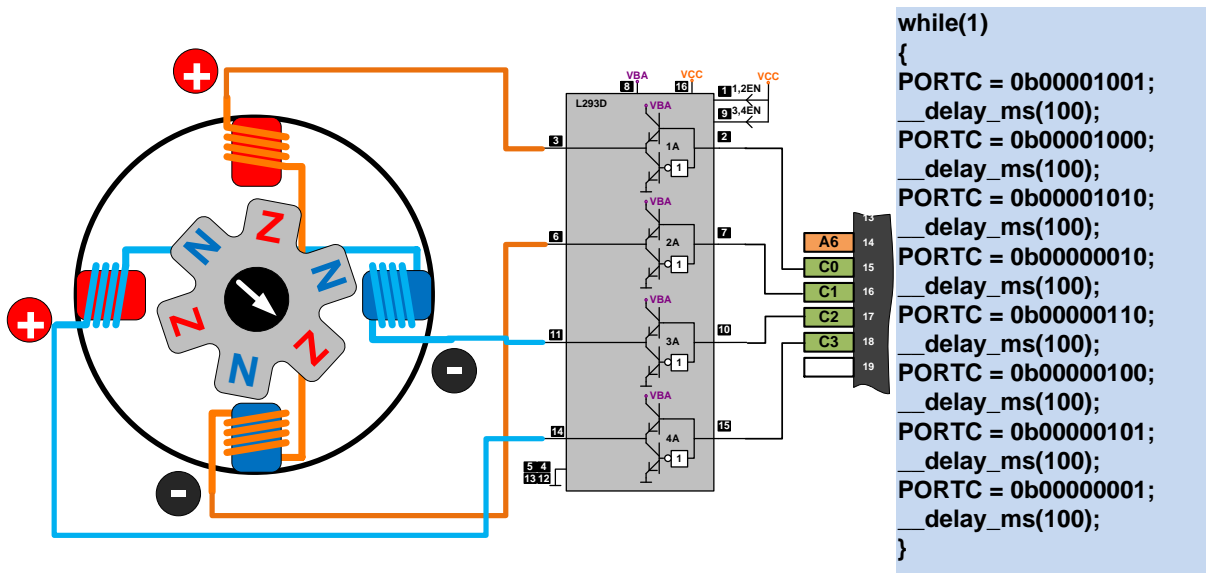 +
+
-
-
Z
N
Z
N
Z
N
VBA
VCC
VCC
8
16
1
1,2EN
9
3,4EN
L293D
VBA
3
1A
2
1
VBA
6
2A
7
1
VBA
11
3A
10
1
VBA
14
4A
15
1
5 4
13 12
13
A6 14
C0 15
C1 16
C2 17
C3 18
19
while(1)
{
PORTC = 0b00001001;
__delay_ms(100);
PORTC = 0b00001000;
__delay_ms(100);
PORTC = 0b00001010;
__delay_ms(100);
PORTC = 0b00000010;
__delay_ms(100);
PORTC = 0b00000110;
__delay_ms(100);
PORTC = 0b00000100;
__delay_ms(100);
PORTC = 0b00000101;
__delay_ms(100);
PORTC = 0b00000001;
__delay_ms(100);
}